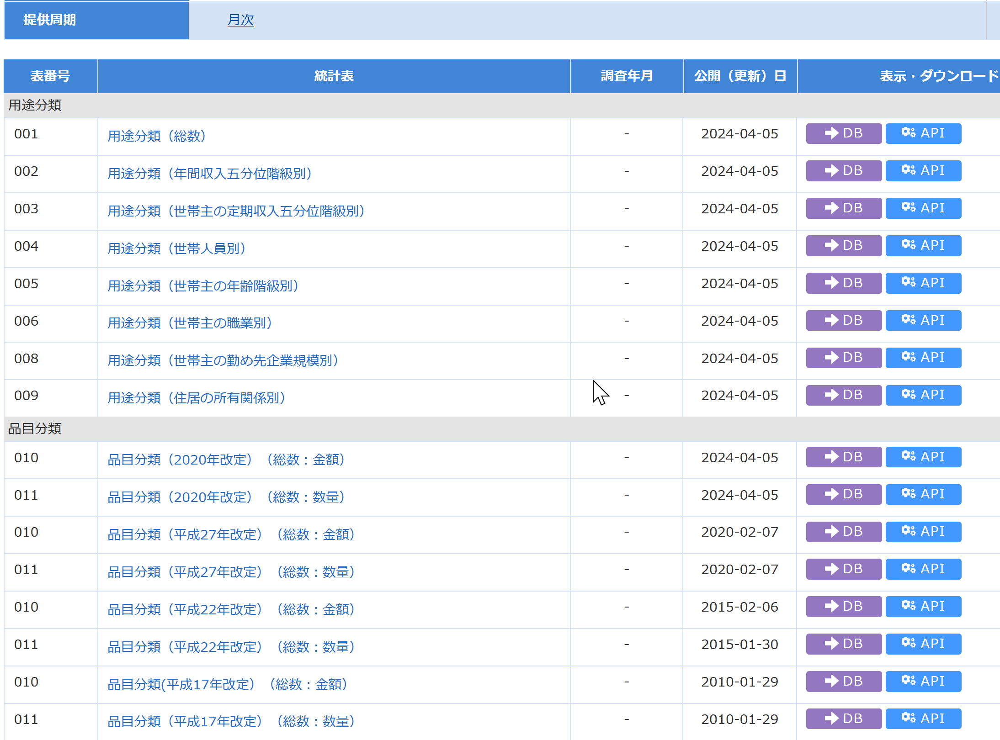 提供周期 月次
表番号 統計表 調査年月 公開（更新）日 表示・ダウンロード
用途分類
001 用途分類（総数） - 2024-04-05 DB API
002 用途分類（年間収入五分位階級別） - 2024-04-05 DB API
003 用途分類（世帯主の定期収入五分位階級別） - 2024-04-05 DB API
004 用途分類（世帯人員別） - 2024-04-05 DB API
005 用途分類（世帯主の年齢階級別） - 2024-04-05 DB API
006 用途分類（世帯主の職業別） - 2024-04-05 DB API
008 用途分類（世帯主の勤め先企業規模別） - 2024-04-05 DB API
009 用途分類（住居の所有関係別） - 2024-04-05 DB API
品目分類
010 品目分類（2020年改定）（総数：金額） - 2024-04-05 DB API
011 品目分類（2020年改定）（総数：数量） - 2024-04-05 DB API
010 品目分類（平成27年改定）（総数：金額） - 2020-02-07 DB API
011 品目分類（平成27年改定）（総数：数量） - 2020-02-07 DB API
010 品目分類（平成22年改定）（総数：金額） - 2015-02-06 DB API
011 品目分類（平成22年改定）（総数：数量） - 2015-01-30 DB API
010 品目分類(平成17年改定）（総数：金額） - 2010-01-29 DB API
011 品目分類（平成17年改定）（総数：数量） - 2010-01-29 DB API